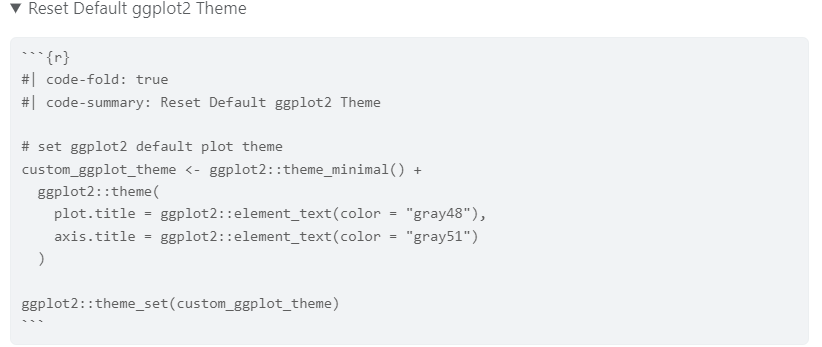 ▼ Reset Default ggplot2 Theme
```{r}
#| code-fold: true
#| code-summary: Reset Default ggplot2 Theme

# set ggplot2 default plot theme
custom_ggplot_theme <- ggplot2::theme_minimal() +
  ggplot2::theme(
    plot.title = ggplot2::element_text(color = "gray48"),
    axis.title = ggplot2::element_text(color = "gray51")
  )

ggplot2::theme_set(custom_ggplot_theme)
```